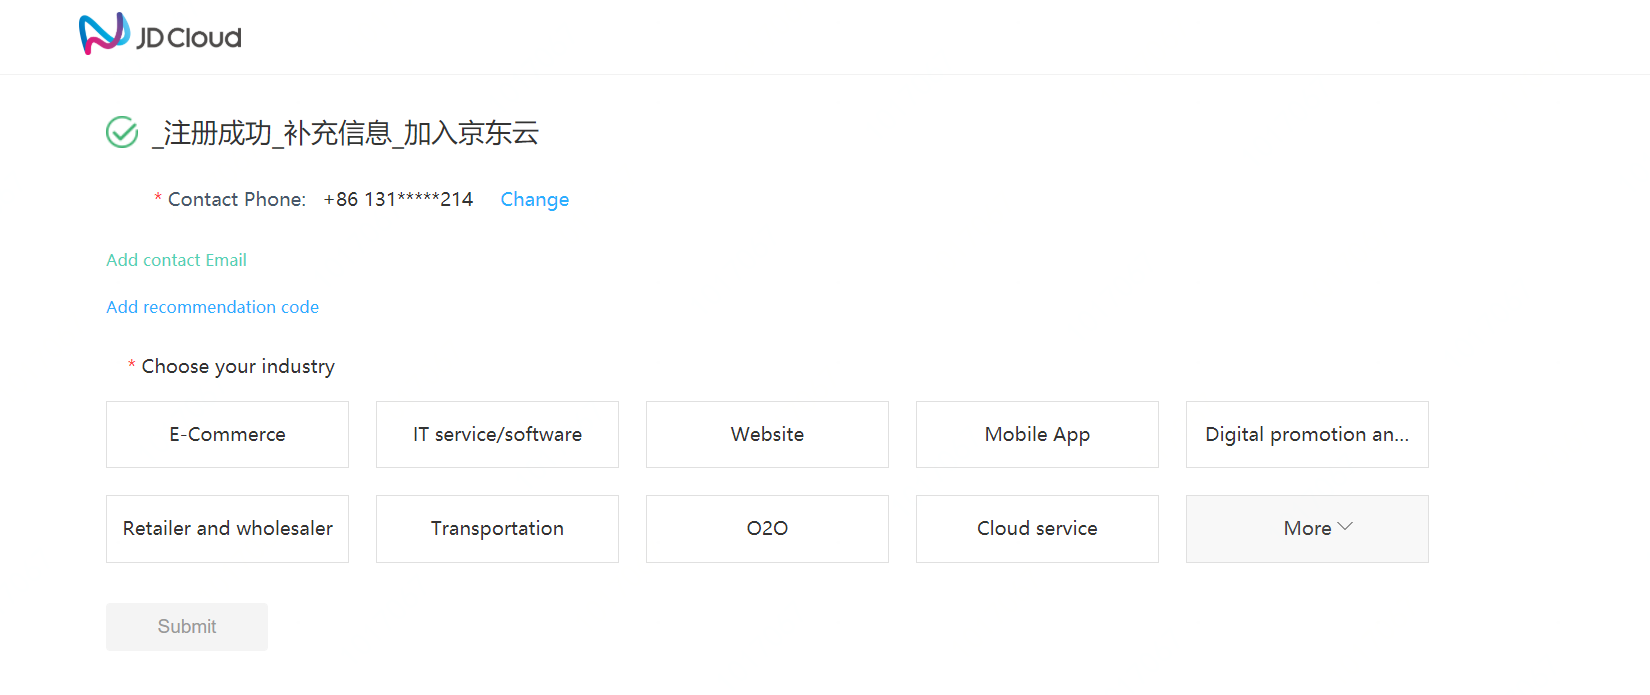 JD Cloud
_注册成功_补充信息_加入京东云
* Contact Phone: +86 131*****214 Change
Add contact Email
Add recommendation code
* Choose your industry
E-Commerce IT service/software Website Mobile App Digital promotion an...
Retailer and wholesaler Transportation O2O Cloud service More
Submit